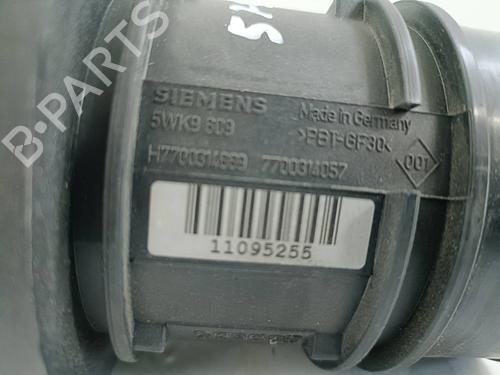 B-PARTS
SIEMENS
5WK9 609
H7700314669 7700314057
Made in Germany
>PBT-GF30<
001
11095255